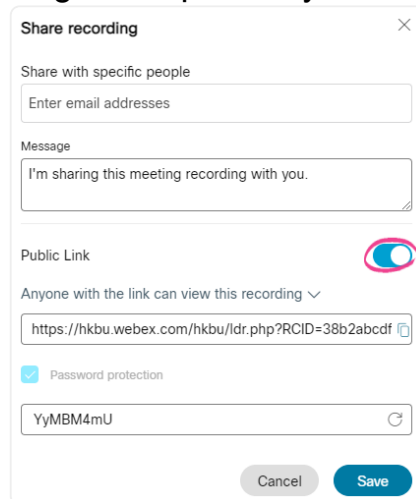 Share recording
Share with specific people
Enter email addresses
Message
I'm sharing this meeting recording with you.
Public Link
Anyone with the link can view this recording
https://hkbu.webex.com/hkbu/ldr.php?RCID=38b2abcdf
Password protection
YyMBM4mU
Cancel Save